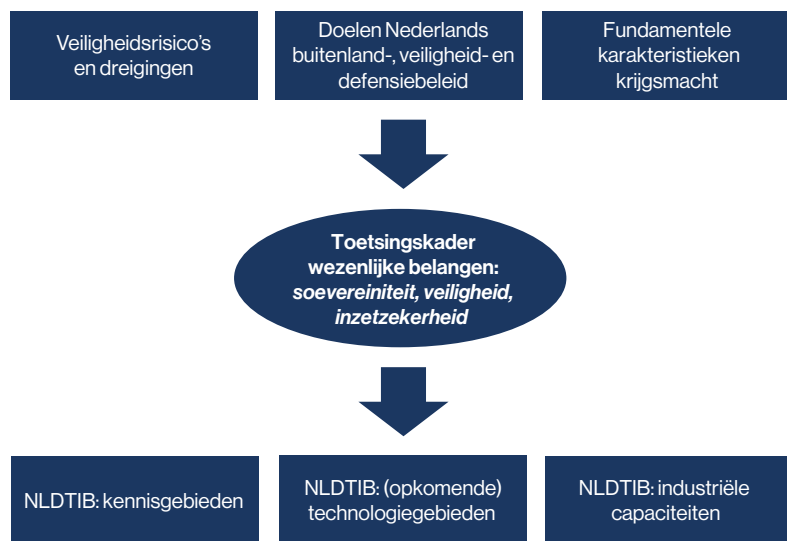 Veiligheidsrisico's
en dreigingen
Doelen Nederlands
buitenland-, veiligheid- en
defensiebeleid
Fundamentele
karakteristieken
krijgsmacht
Toetsingskader
wezenlijke belangen:
soevereiniteit, veiligheid,
inzetzekerheid
NLDTIB: kennisgebieden
NLDTIB: (opkomende)
technologiegebieden
NLDTIB: industriële
capaciteiten